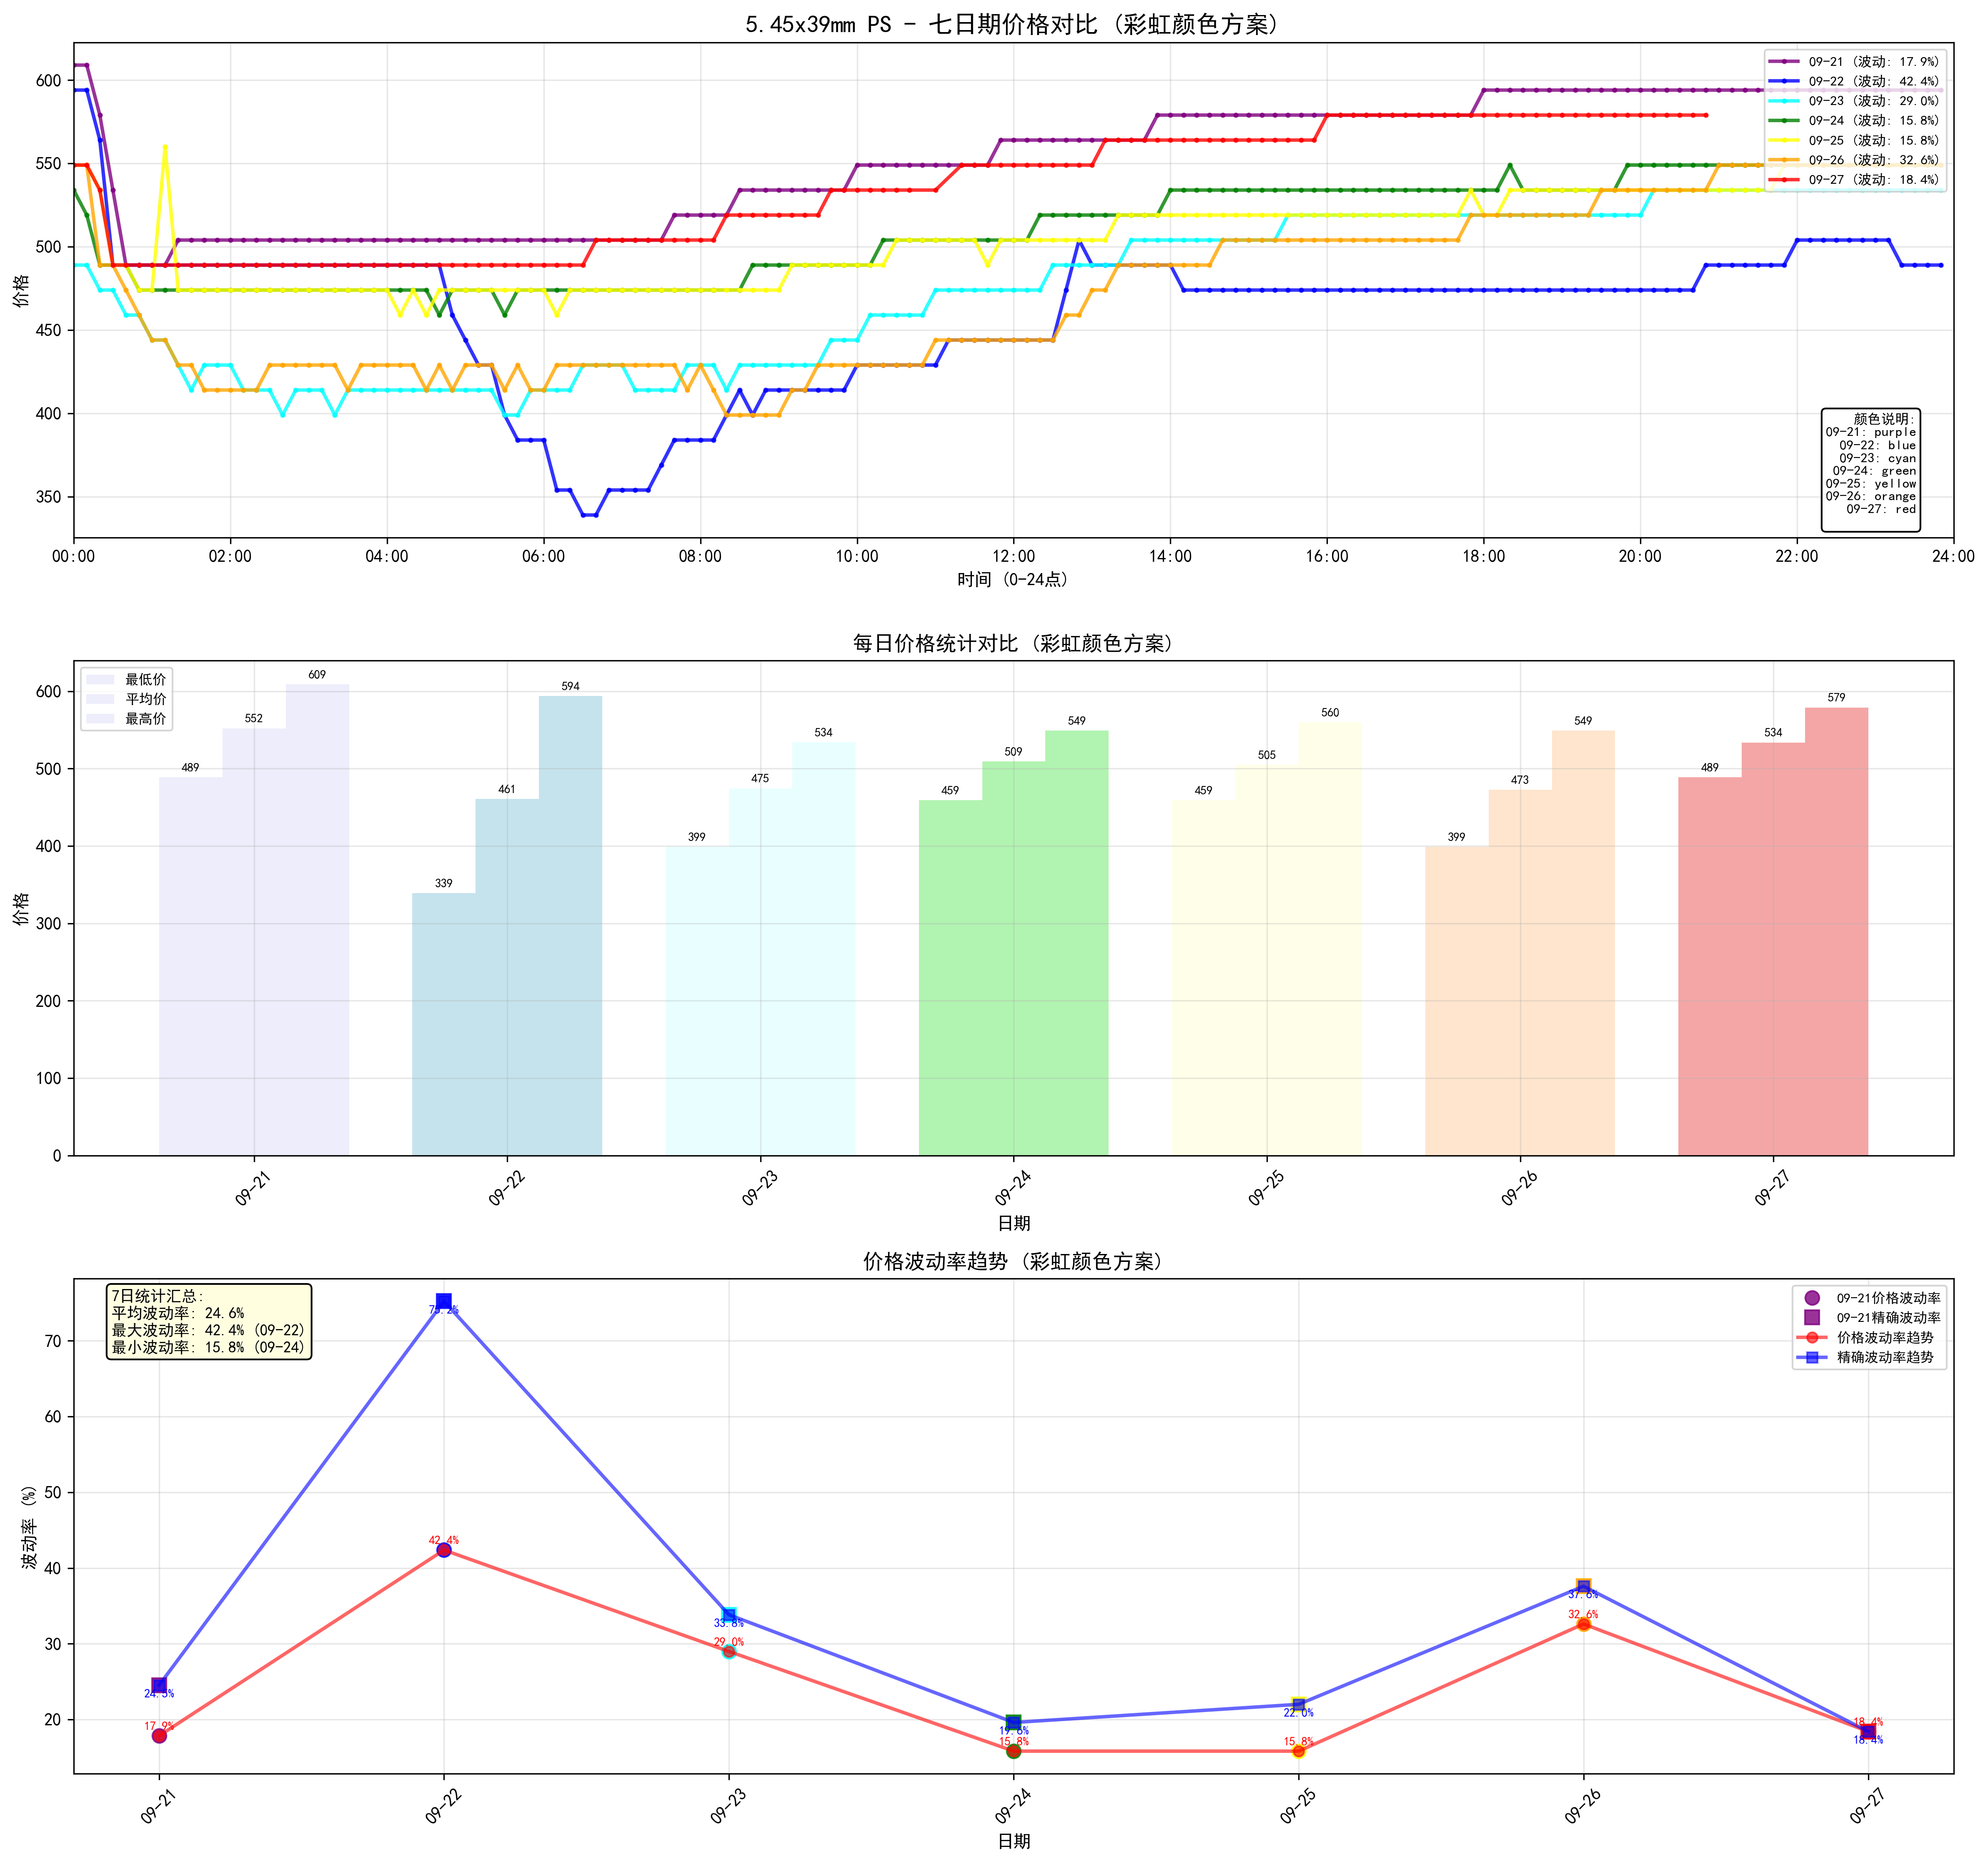 5.45x39mm PS - 七日期价格对比 (彩虹颜色方案)
价格
600
550
500
450
400
350
09-21 (波动: 17.9%)
09-22 (波动: 42.4%)
09-23 (波动: 29.0%)
09-24 (波动: 15.8%)
09-25 (波动: 15.8%)
09-26 (波动: 32.6%)
09-27 (波动: 18.4%)
颜色说明:
09-21: purple
09-22: blue
09-23: cyan
09-24: green
09-25: yellow
09-26: orange
09-27: red
00:00 02:00 04:00 06:00 08:00 10:00 12:00 14:00 16:00 18:00 20:00 22:00 24:00
时间 (0-24点)
每日价格统计对比 (彩虹颜色方案)
价格
600
500
400
300
200
100
0
最低价
平均价
最高价
489 552 609
339 461 594
399 475 534
459 509 549
459 505 560
399 473 549
489 534 579
09-21 09-22 09-23 09-24 09-25 09-26 09-27
日期
价格波动率趋势 (彩虹颜色方案)
波动率 (%)
70
60
50
40
30
20
7日统计汇总:
平均波动率: 24.6%
最大波动率: 42.4% (09-22)
最小波动率: 15.8% (09-24)
09-21价格波动率
09-21精确波动率
价格波动率趋势
精确波动率趋势
24.5% 75.2% 33.8% 19.6% 22.0% 37.6% 18.4%
17.9% 42.4% 29.0% 15.8% 15.8% 32.6% 18.4%
09-21 09-22 09-23 09-24 09-25 09-26 09-27
日期